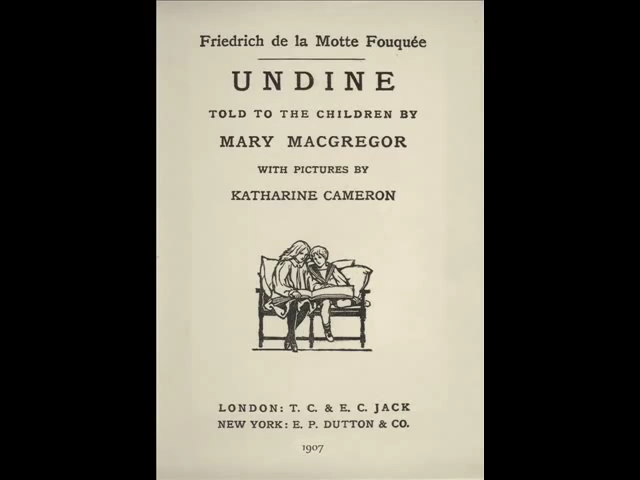 Friedrich de la Motte Fouquée
UNDINE
TOLD TO THE CHILDREN BY
MARY MACGREGOR
WITH PICTURES BY
KATHARINE CAMERON
LONDON: T. C. & E. C. JACK
NEW YORK: E. P. DUTTON & CO.
1907